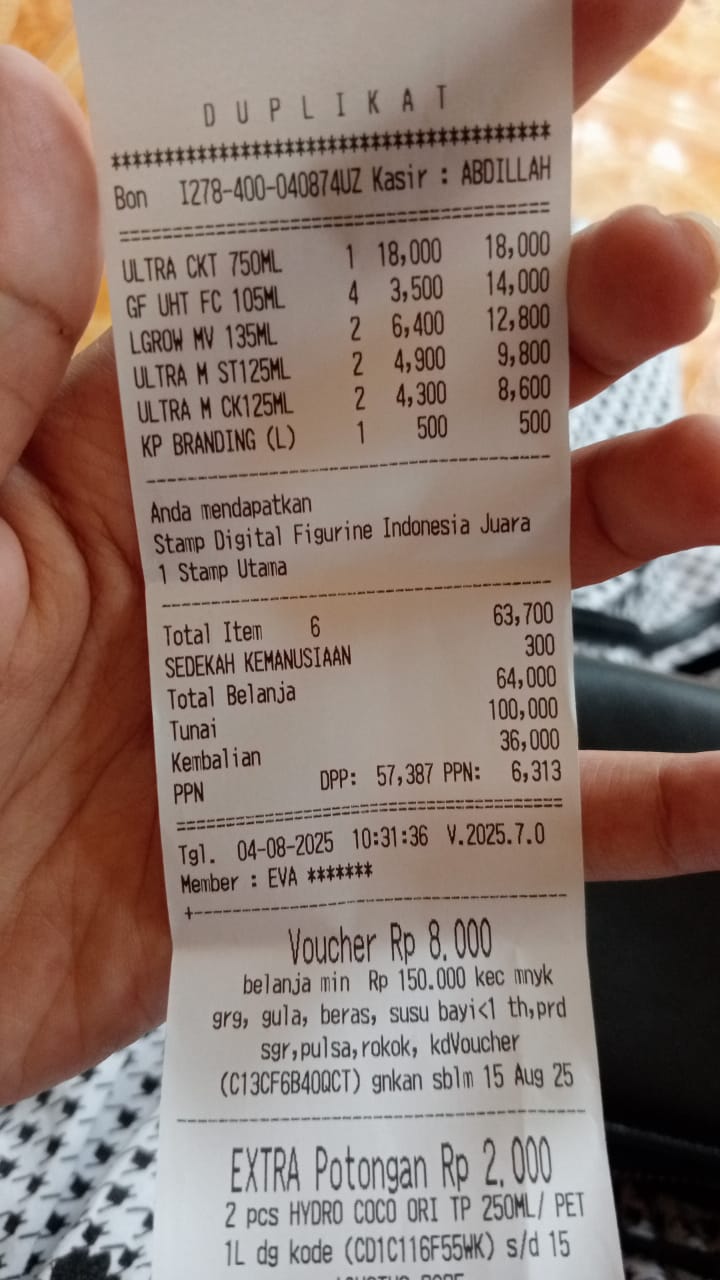 D U P L I K A T
****************************************
Bon I278-400-040874UZ Kasir : ABDILLAH
========================================
ULTRA CKT 750ML 1 18,000 18,000
GF UHT FC 105ML 4 3,500 14,000
LGROW MV 135ML 2 6,400 12,800
ULTRA M ST125ML 2 4,900 9,800
ULTRA M CK125ML 2 4,300 8,600
KP BRANDING (L) 1 500 500
----------------------------------------
Anda mendapatkan
Stamp Digital Figurine Indonesia Juara
1 Stamp Utama
----------------------------------------
Total Item 6 63,700
SEDEKAH KEMANUSIAAN 300
Total Belanja 64,000
Tunai 100,000
Kembalian 36,000
PPN DPP: 57,387 PPN: 6,313
========================================
Tgl. 04-08-2025 10:31:36 V.2025.7.0
Member : EVA *******
+---------------------------------------
Voucher Rp 8.000
belanja min Rp 150.000 kec mnyk
grg, gula, beras, susu bayi<1 th,prd
sgr,pulsa,rokok, kdVoucher
(C13CF6B40QCT) gnkan sblm 15 Aug 25
----------------------------------------
EXTRA Potongan Rp 2.000
2 pcs HYDRO COCO ORI TP 250ML/ PET
1L dg kode (CD1C116F55WK) s/d 15